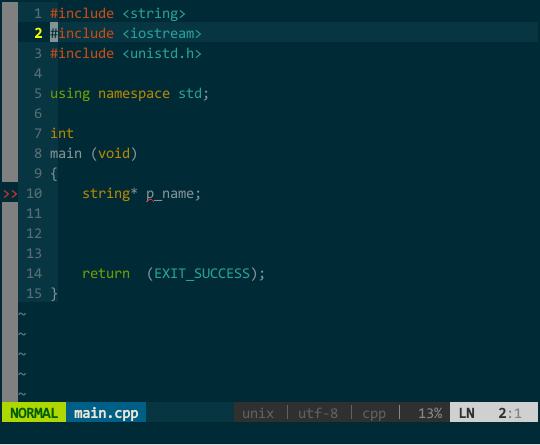 1 #include <string>
2 #include <iostream>
3 #include <unistd.h>
4
5 using namespace std;
6
7 int
8 main (void)
9 {
>> 10     string* p_name;
11
12
13
14     return  (EXIT_SUCCESS);
15 }
~
~
~
~
~
NORMAL main.cpp unix | utf-8 | cpp | 13% LN 2:1